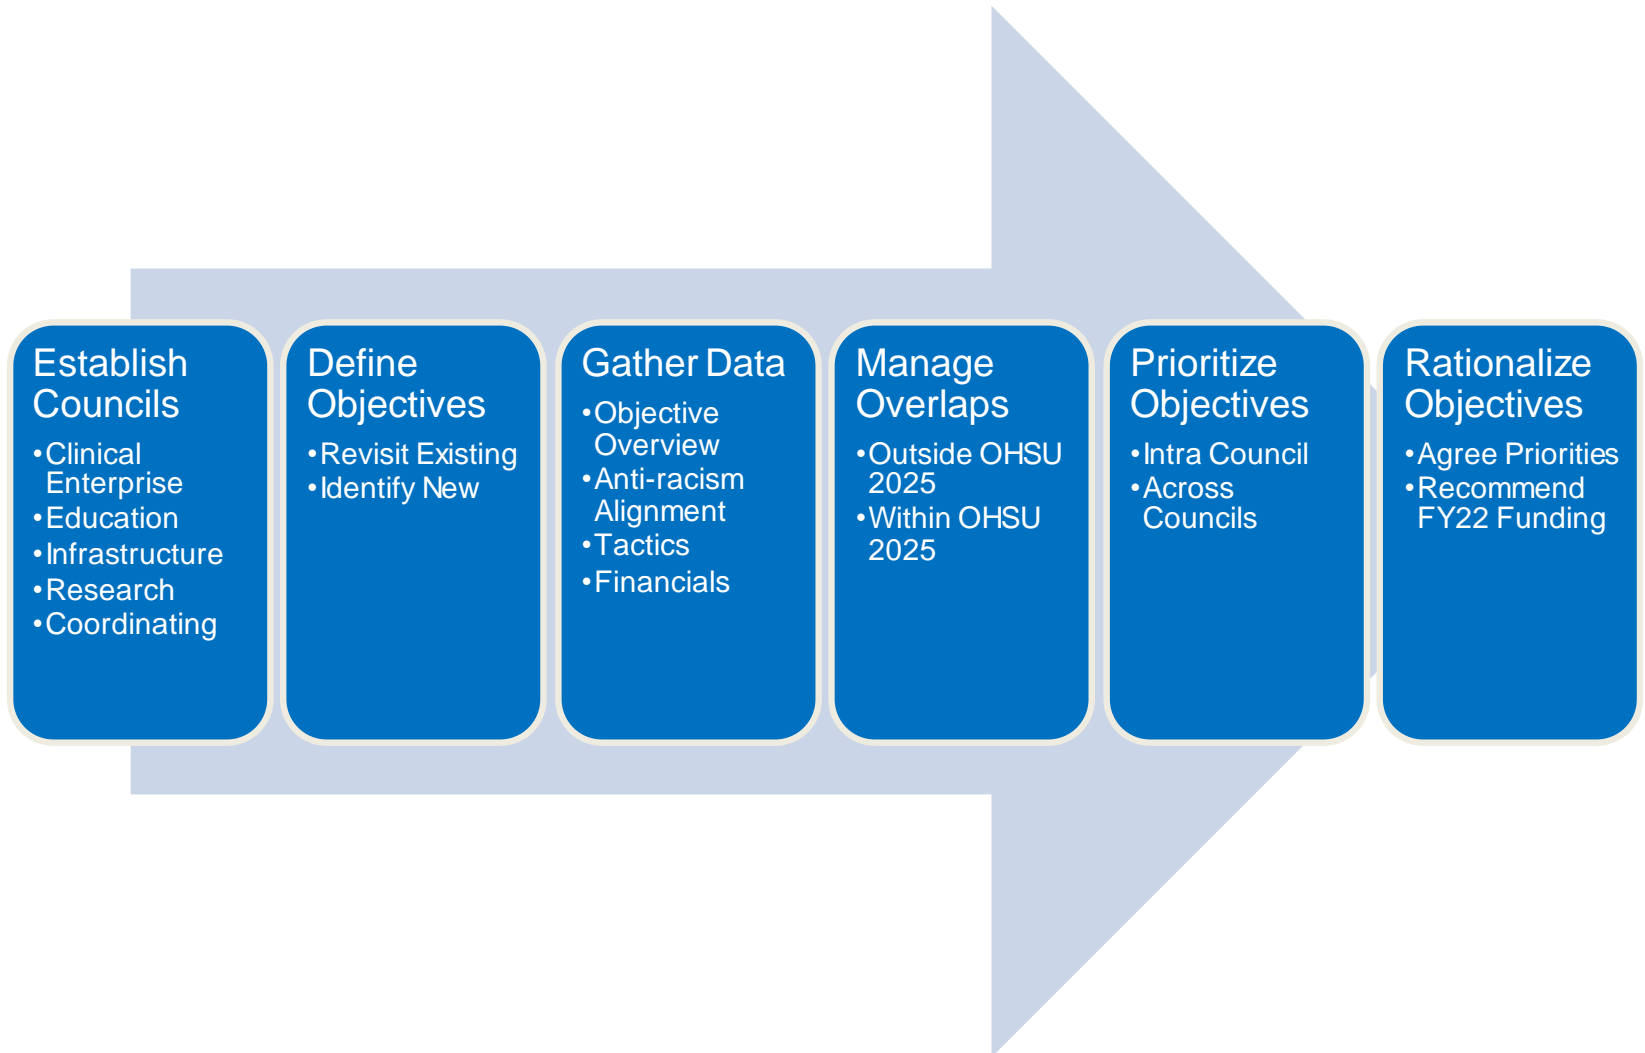 Establish
Councils
•Clinical
Enterprise
•Education
•Infrastructure
•Research
•Coordinating
Define
Objectives
•Revisit Existing
•Identify New
Gather Data
•Objective
Overview
•Anti-racism
Alignment
•Tactics
•Financials
Manage
Overlaps
•Outside OHSU
2025
•Within OHSU
2025
Prioritize
Objectives
•Intra Council
•Across
Councils
Rationalize
Objectives
•Agree Priorities
•Recommend
FY22 Funding